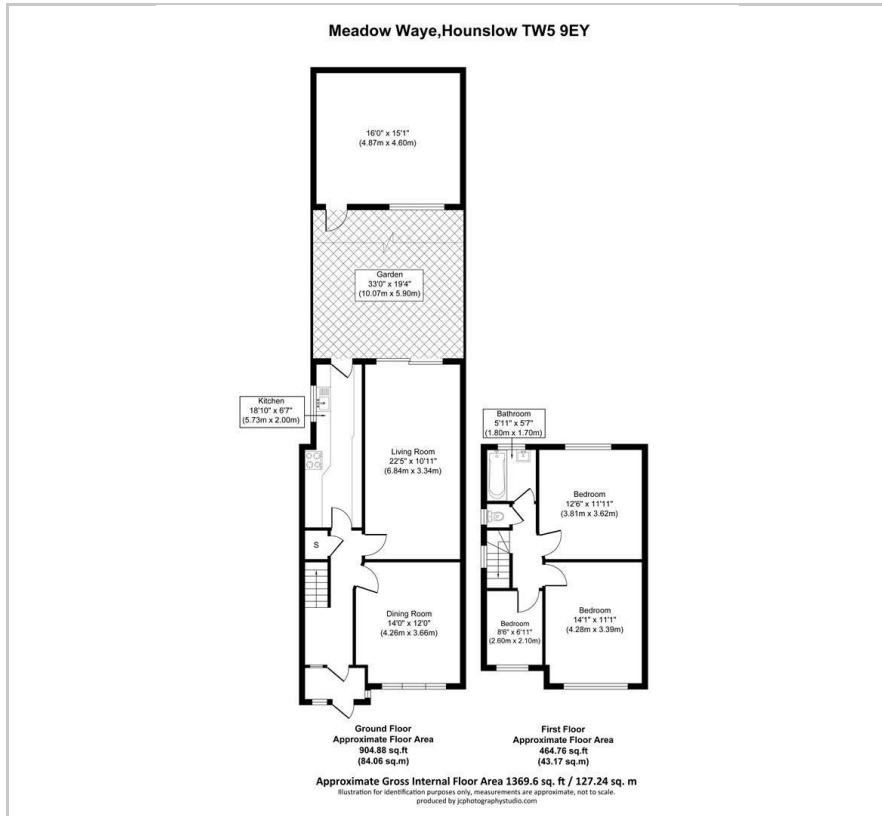 Meadow Waye,Hounslow TW5 9EY
16'0" x 15'1"
(4.87m x 4.60m)
Garden
33'0" x 19'4"
(10.07m x 5.90m)
Kitchen
18'10" x 6'7"
(5.73m x 2.00m)
Living Room
22'5" x 10'11"
(6.84m x 3.34m)
S
Dining Room
14'0" x 12'0"
(4.26m x 3.66m)
Bathroom
5'11" x 5'7"
(1.80m x 1.70m)
Bedroom
12'6" x 11'11"
(3.81m x 3.62m)
Bedroom
8'6" x 6'11"
(2.60m x 2.10m)
Bedroom
14'1" x 11'1"
(4.28m x 3.39m)
Ground Floor
Approximate Floor Area
904.88 sq.ft
(84.06 sq.m)
First Floor
Approximate Floor Area
464.76 sq.ft
(43.17 sq.m)
Approximate Gross Internal Floor Area 1369.6 sq. ft / 127.24 sq. m
Illustration for identification purposes only, measurements are approximate, not to scale.
produced by jcphotographystudio.com